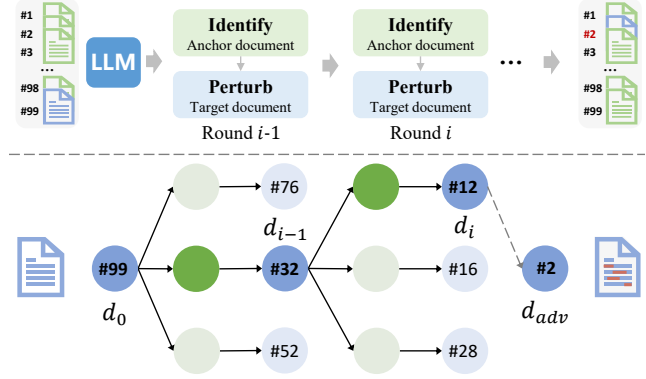 #1
#2
#3
...
#98
#99
LLM
Identify
Anchor document
Perturb
Target document
Round i-1
Identify
Anchor document
Perturb
Target document
Round i
...
#1
#2
#3
...
#98
#99
#76
d_{i-1}
#12
d_i
#99
d_0
#32
#16
#2
d_{adv}
#52
#28